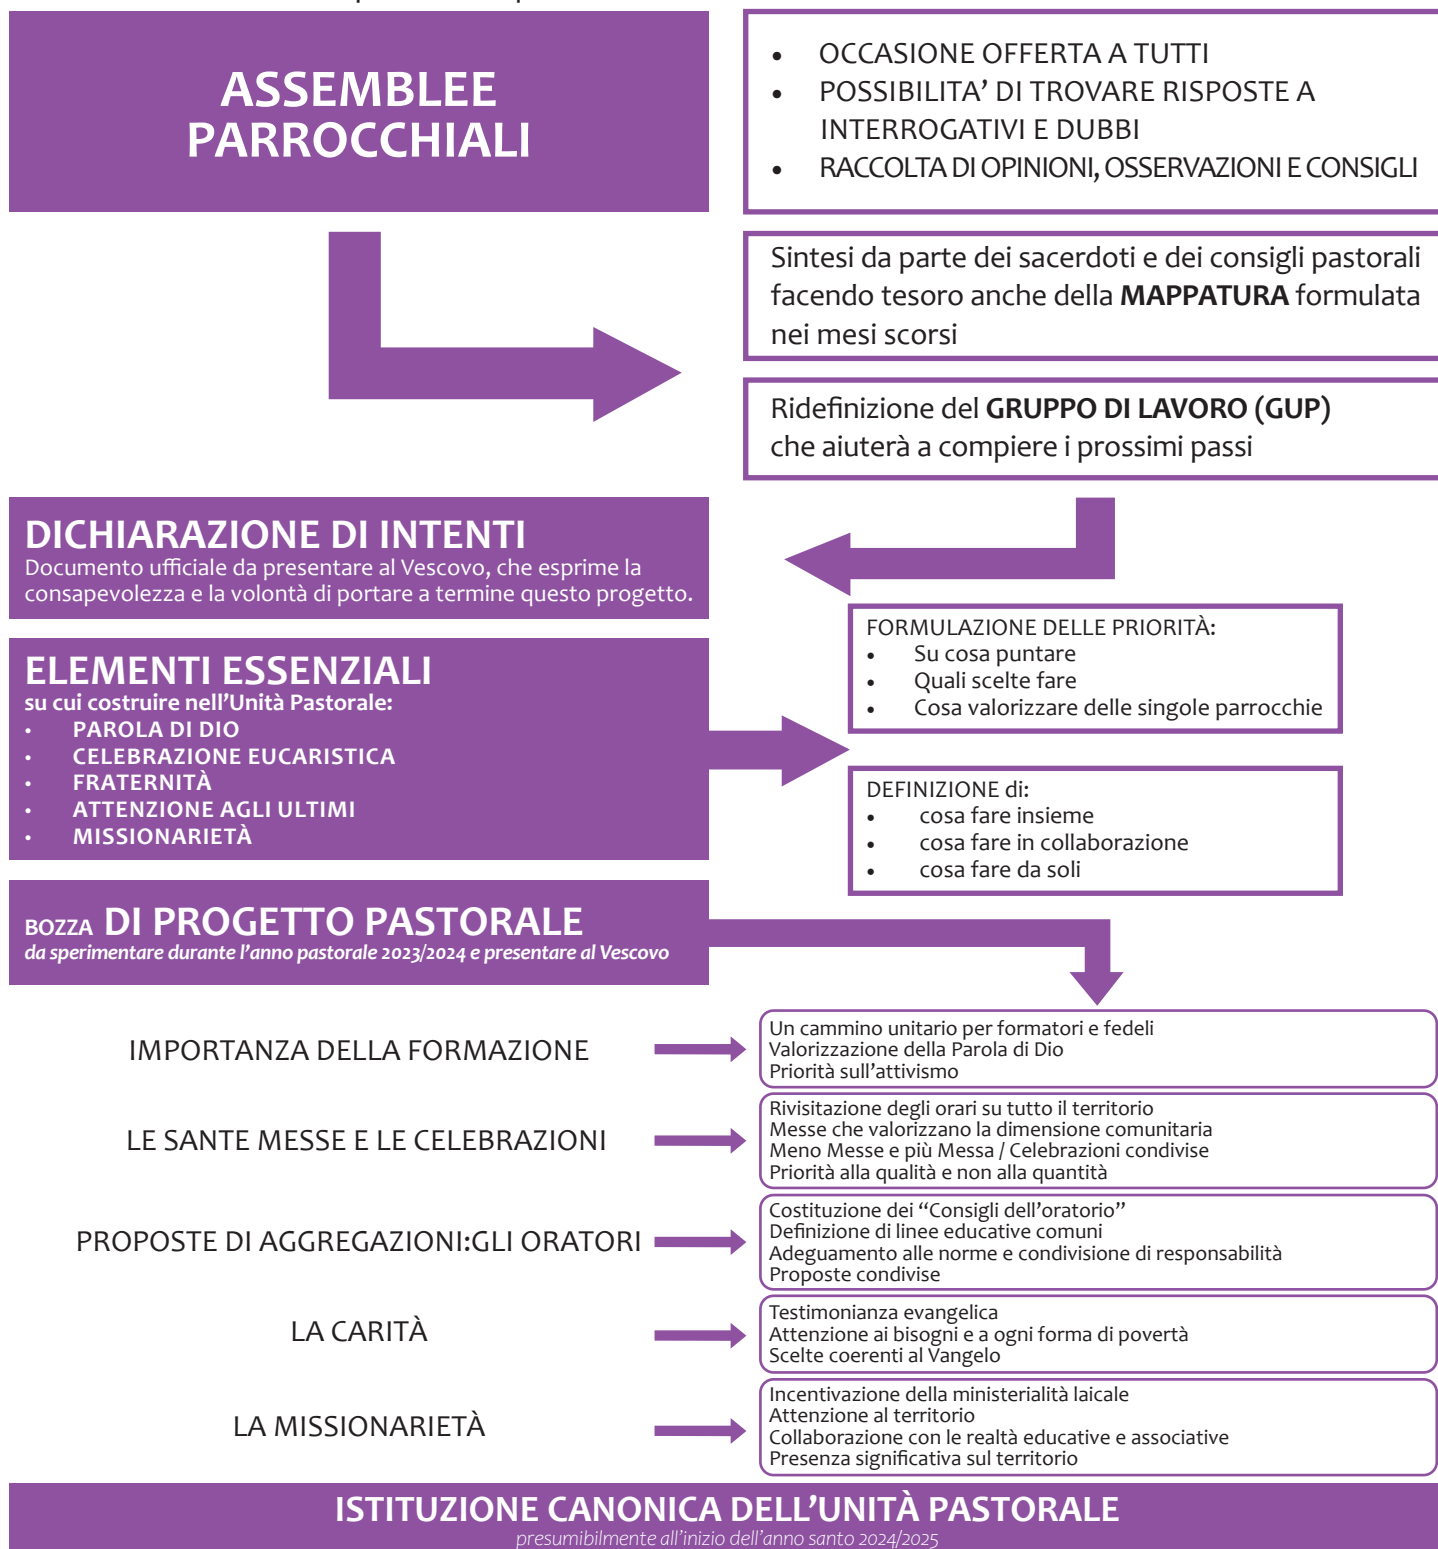 ASSEMBLEE
PARROCCHIALI
• OCCASIONE OFFERTA A TUTTI
• POSSIBILITA’ DI TROVARE RISPOSTE A
INTERROGATIVI E DUBBI
• RACCOLTA DI OPINIONI, OSSERVAZIONI E CONSIGLI
Sintesi da parte dei sacerdoti e dei consigli pastorali
facendo tesoro anche della MAPPATURA formulata
nei mesi scorsi
Ridefinizione del GRUPPO DI LAVORO (GUP)
che aiuterà a compiere i prossimi passi
DICHIARAZIONE DI INTENTI
Documento ufficiale da presentare al Vescovo, che esprime la
consapevolezza e la volontà di portare a termine questo progetto.
ELEMENTI ESSENZIALI
su cui costruire nell’Unità Pastorale:
• PAROLA DI DIO
• CELEBRAZIONE EUCARISTICA
• FRATERNITÀ
• ATTENZIONE AGLI ULTIMI
• MISSIONARIETÀ
FORMULAZIONE DELLE PRIORITÀ:
• Su cosa puntare
• Quali scelte fare
• Cosa valorizzare delle singole parrocchie
DEFINIZIONE di:
• cosa fare insieme
• cosa fare in collaborazione
• cosa fare da soli
BOZZA DI PROGETTO PASTORALE
da sperimentare durante l’anno pastorale 2023/2024 e presentare al Vescovo
IMPORTANZA DELLA FORMAZIONE
Un cammino unitario per formatori e fedeli
Valorizzazione della Parola di Dio
Priorità sull’attivismo
LE SANTE MESSE E LE CELEBRAZIONI
Rivisitazione degli orari su tutto il territorio
Messe che valorizzano la dimensione comunitaria
Meno Messe e più Messa / Celebrazioni condivise
Priorità alla qualità e non alla quantità
PROPOSTE DI AGGREGAZIONI:GLI ORATORI
Costituzione dei “Consigli dell’oratorio”
Definizione di linee educative comuni
Adeguamento alle norme e condivisione di responsabilità
Proposte condivise
LA CARITÀ
Testimonianza evangelica
Attenzione ai bisogni e a ogni forma di povertà
Scelte coerenti al Vangelo
LA MISSIONARIETÀ
Incentivazione della ministerialità laicale
Attenzione al territorio
Collaborazione con le realtà educative e associative
Presenza significativa sul territorio
ISTITUZIONE CANONICA DELL’UNITÀ PASTORALE
presumibilmente all’inizio dell’anno santo 2024/2025